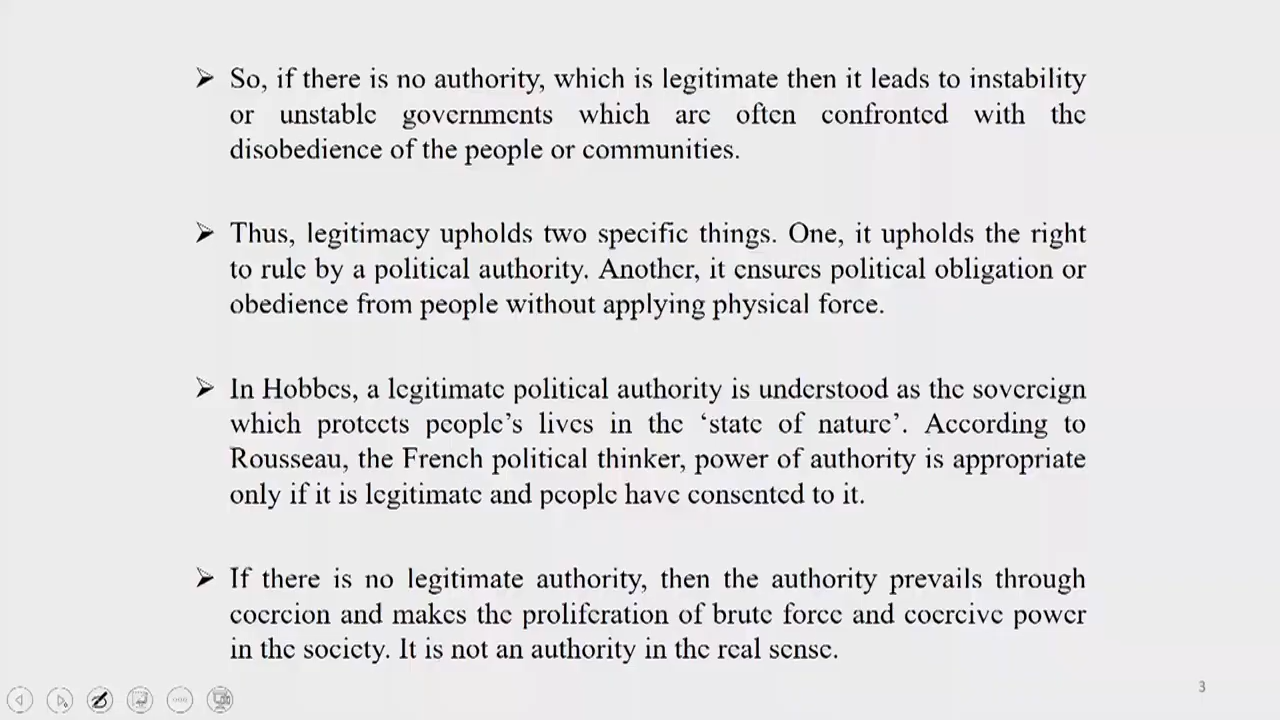 ➢ So, if there is no authority, which is legitimate then it leads to instability
or unstable governments which are often confronted with the
disobedience of the people or communities.
➢ Thus, legitimacy upholds two specific things. One, it upholds the right
to rule by a political authority. Another, it ensures political obligation or
obedience from people without applying physical force.
➢ In Hobbes, a legitimate political authority is understood as the sovereign
which protects people’s lives in the ‘state of nature’. According to
Rousseau, the French political thinker, power of authority is appropriate
only if it is legitimate and people have consented to it.
➢ If there is no legitimate authority, then the authority prevails through
coercion and makes the proliferation of brute force and coercive power
in the society. It is not an authority in the real sense.
3